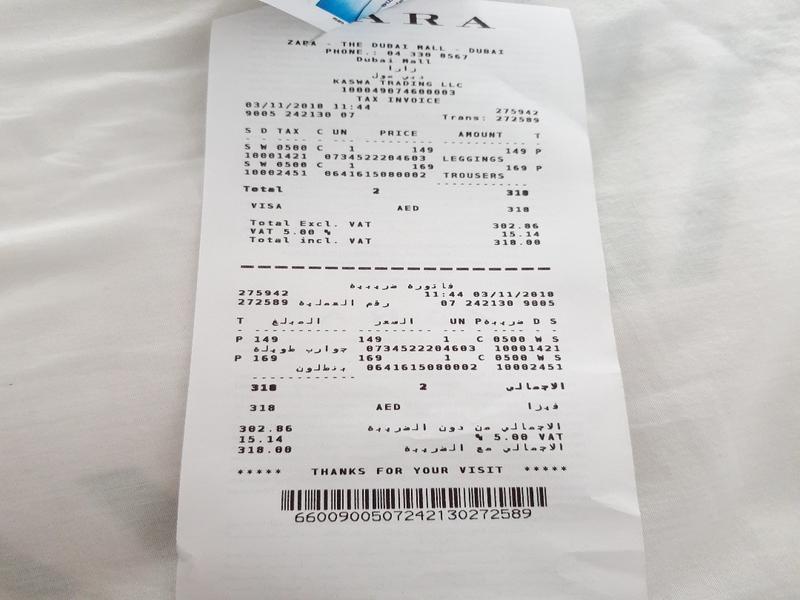 ARA
ZARA - THE DUBAI MALL - DUBAI
PHONE.: 04 330 8567
Dubai Mall
زارا
دبي مول
KASWA TRADING LLC
100049074600003
TAX INVOICE
03/11/2018 11:44 275942
9005 242130 07 Trans: 272589
S D TAX C UN PRICE AMOUNT T
S W 0500 C 1 149 149 P
10001421 0734522204603 LEGGINGS
S W 0500 C 1 169 169 P
10002451 0641615080002 TROUSERS
Total 2 318
VISA AED 318
Total Excl. VAT 302.86
VAT 5.00 % 15.14
Total incl. VAT 318.00
فاتورة ضريبية
275942 11:44 03/11/2018
272589 رقم العملية 07 242130 9005
T المبلغ السعر UN P ضريبة D S
P 149 149 1 C 0500 W S
جوارب طويلة 0734522204603 10001421
P 169 169 1 C 0500 W S
بنطلون 0641615080002 10002451
318 2 الاجمالي
318 AED فيزا
302.86 الاجمالي من دون الضريبة
15.14 % 5.00 VAT
318.00 الاجمالي مع الضريبة
***** THANKS FOR YOUR VISIT *****
6600900507242130272589